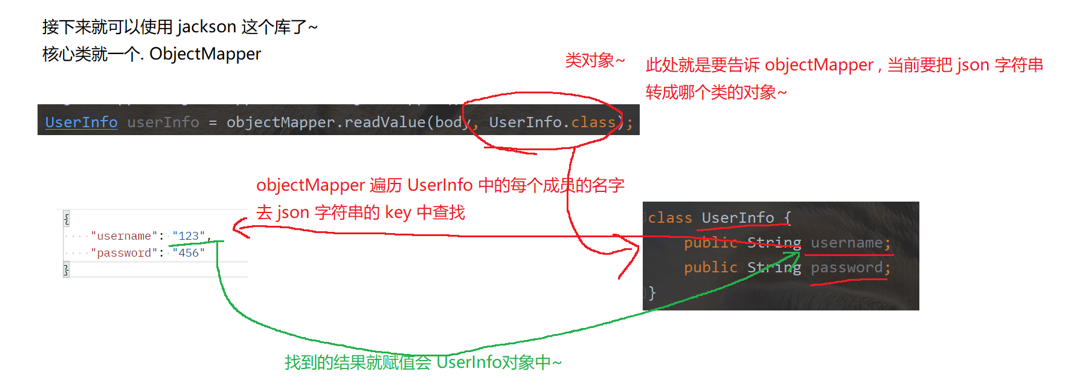 接下来就可以使用 jackson 这个库了~
核心类就一个. ObjectMapper
类对象~
此处就是要告诉 objectMapper , 当前要把 json 字符串
转成哪个类的对象~
UserInfo userInfo = objectMapper.readValue(body, UserInfo.class);
objectMapper 遍历 UserInfo 中的每个成员的名字
去 json 字符串的 key 中查找
{
"username": "123",
"password": "456"
}
class UserInfo {
public String username;
public String password;
}
找到的结果就赋值会 UserInfo对象中~